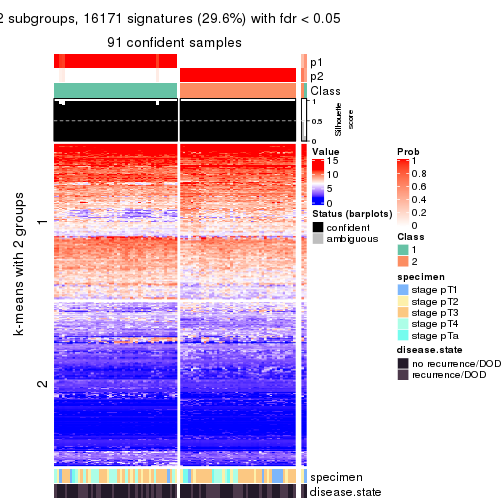 2 subgroups, 16171 signatures (29.6%) with fdr < 0.05
91 confident samples
p1
p2
Class
1
0.5
0
Silhouette
score
k-means with 2 groups
1
2
Value
15
10
5
0
Status (barplots)
confident
ambiguous
Prob
1
0.8
0.6
0.4
0.2
0
Class
1
2
specimen
stage pT1
stage pT2
stage pT3
stage pT4
stage pTa
disease.state
no recurrence/DOD
recurrence/DOD
specimen
disease.state